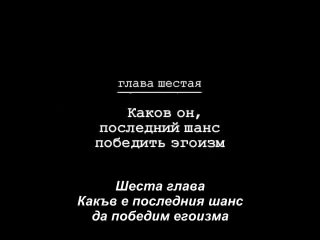 глава шестая
Каков он,
последний шанс
победить эгоизм
Шеста глава
Какъв е последния шанс
да победим егоизма